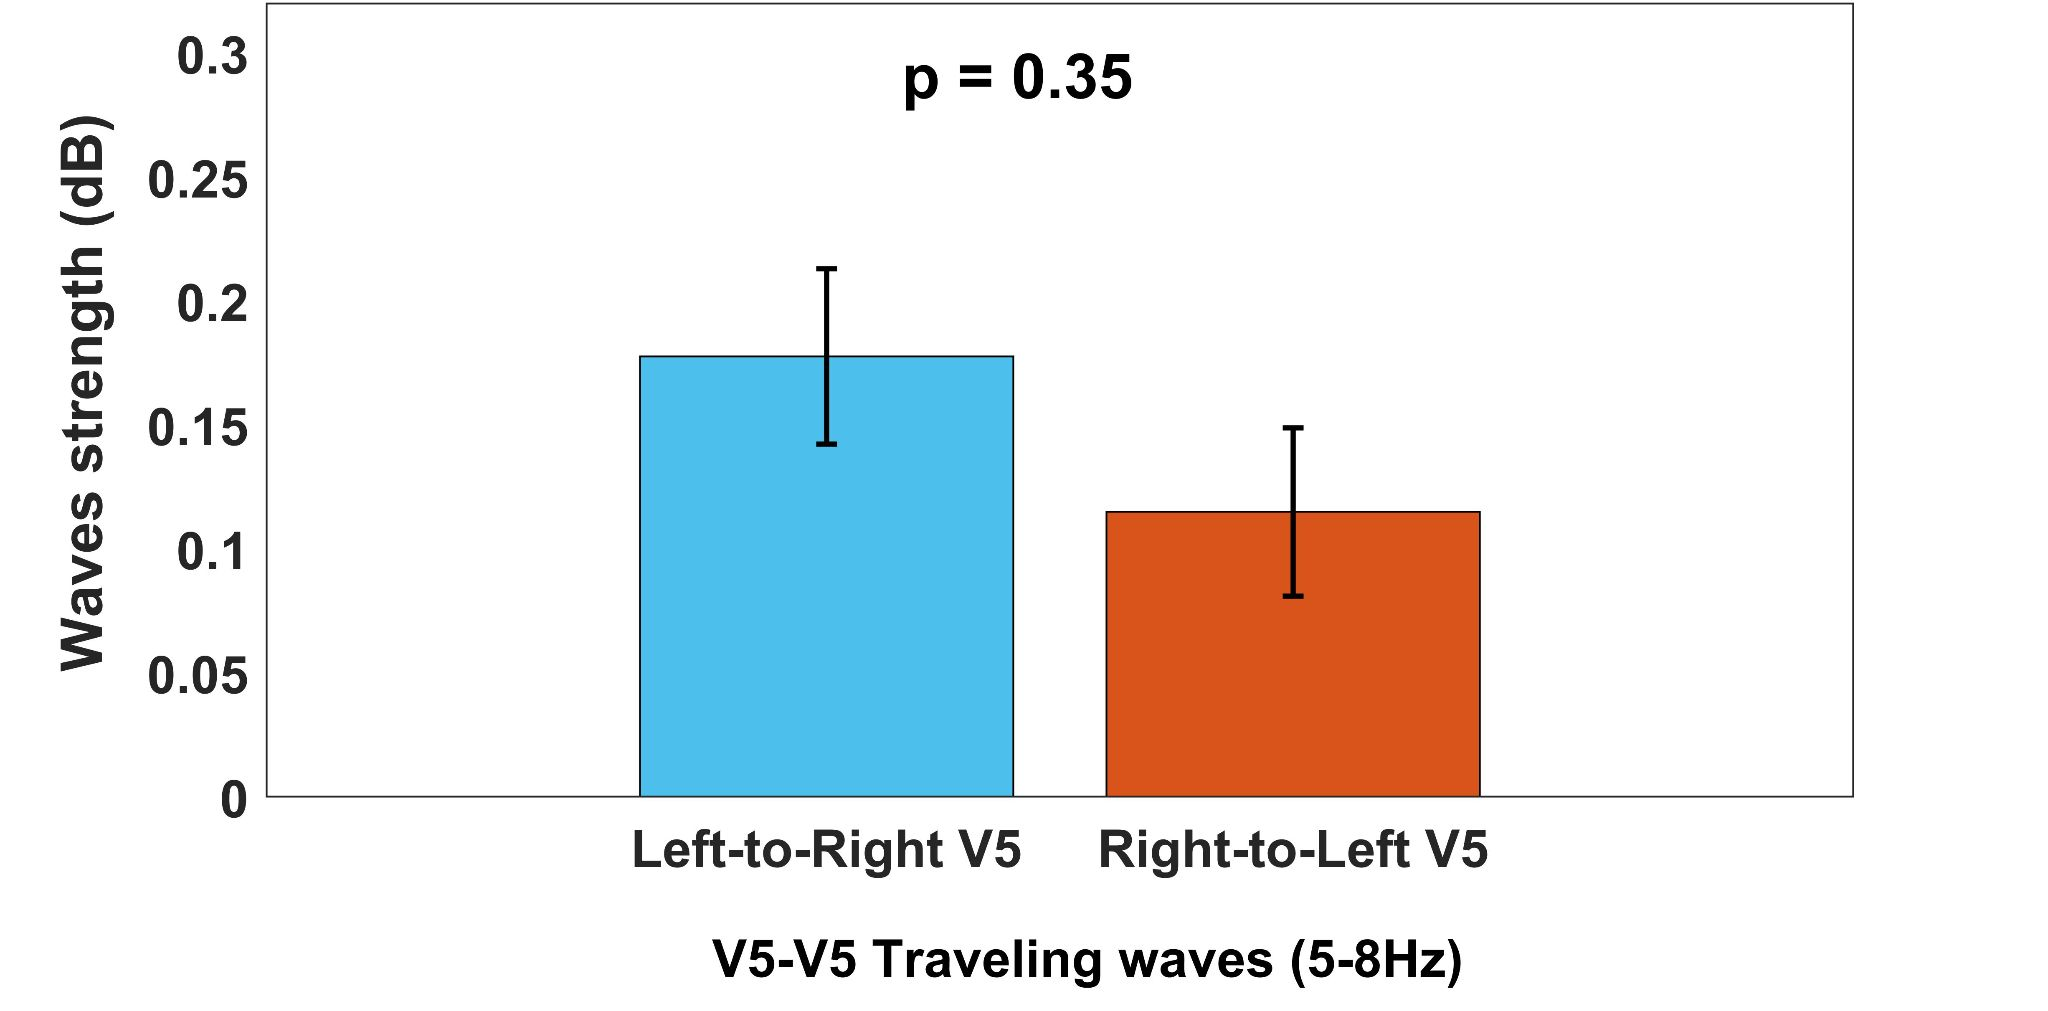 p = 0.35
0.3
0.25
0.2
0.15
0.1
0.05
0
Waves strength (dB)
Left-to-Right V5
Right-to-Left V5
V5-V5 Traveling waves (5-8Hz)